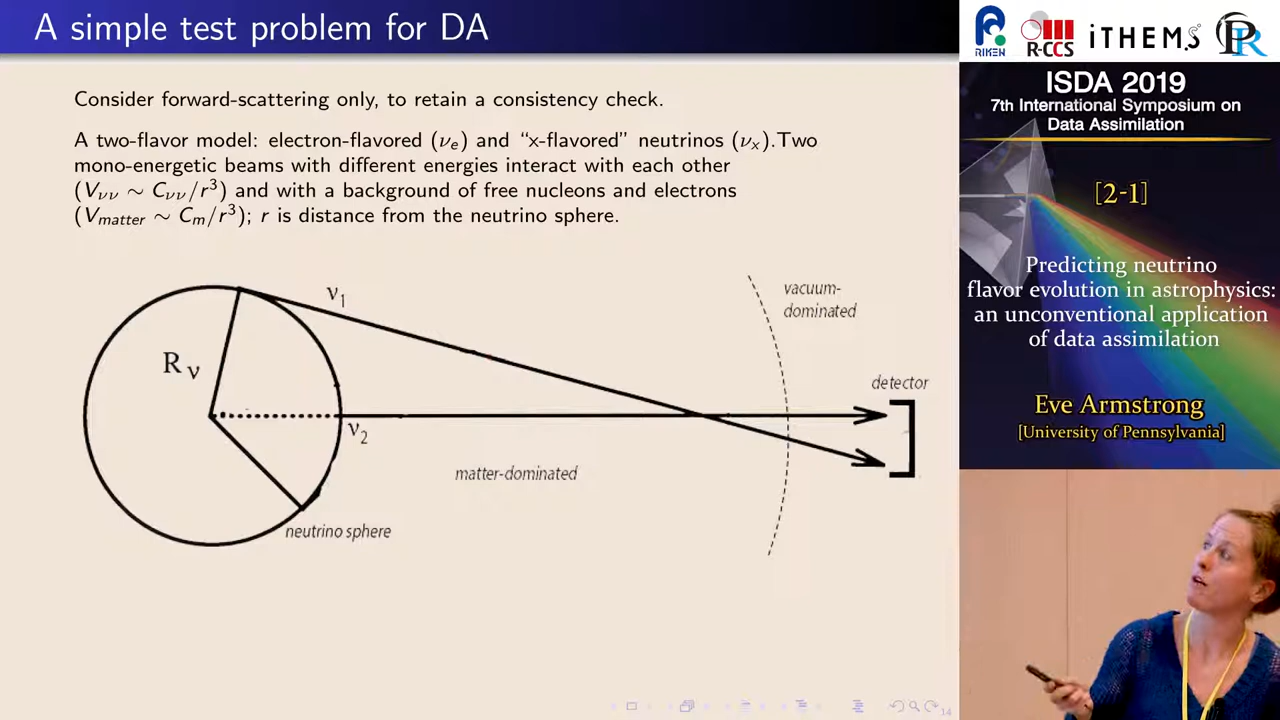 A simple test problem for DA
Consider forward-scattering only, to retain a consistency check.
A two-flavor model: electron-flavored (νe) and “x-flavored” neutrinos (νx).Two
mono-energetic beams with different energies interact with each other
(Vνν ∼ Cνν/r³) and with a background of free nucleons and electrons
(Vmatter ∼ Cm/r³); r is distance from the neutrino sphere.
ν1
vacuum-
dominated
Rν
detector
ν2
matter-dominated
neutrino sphere
14
RIKEN
R-CCS
iTHEMS
ISDA 2019
7th International Symposium on
Data Assimilation
[2-1]
Predicting neutrino
flavor evolution in astrophysics:
an unconventional application
of data assimilation
Eve Armstrong
[University of Pennsylvania]